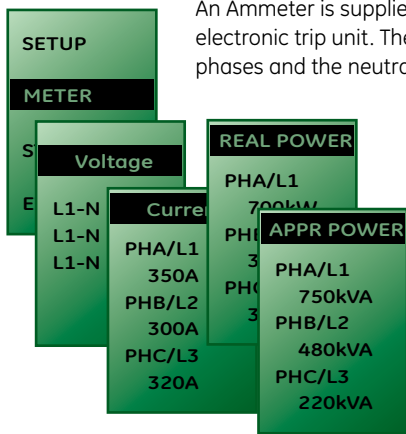 An Ammeter is supplie
electronic trip unit. The
phases and the neutra
SETUP
METER
Voltage
L1-N
L1-N
L1-N
Curre
PHA/L1
350A
PHB/L2
300A
PHC/L3
320A
REAL POWER
PHA/L1
700kW
APPR POWER
PHA/L1
750kVA
PHB/L2
480kVA
PHC/L3
220kVA